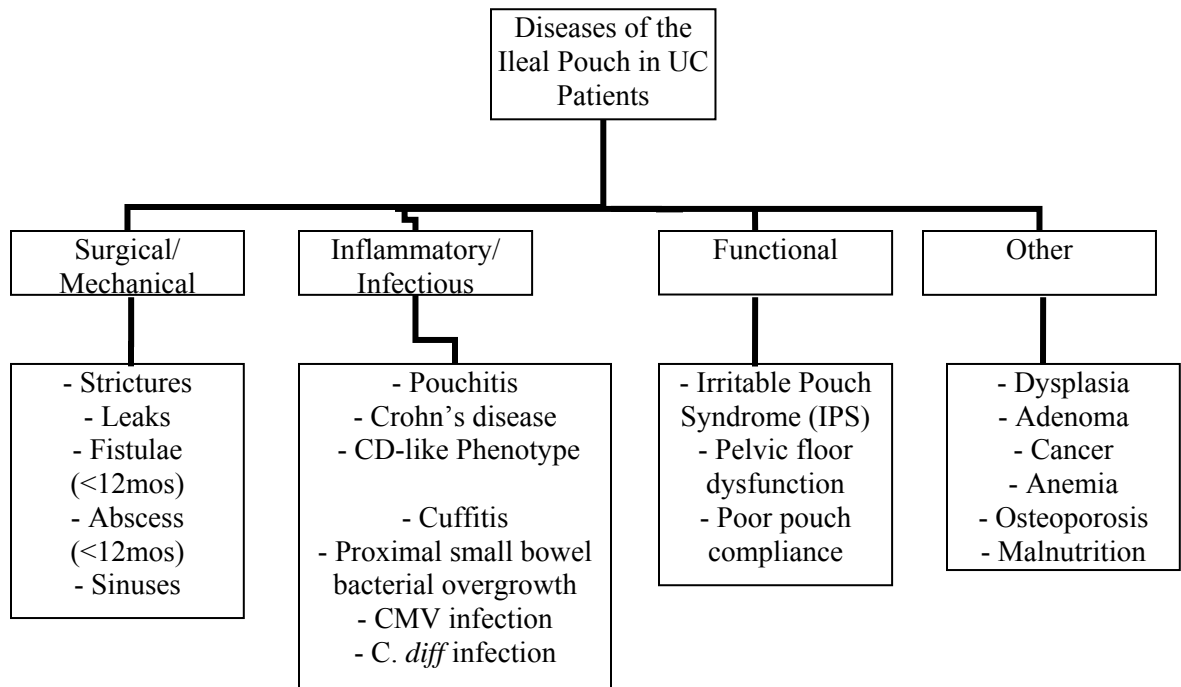 Diseases of the
Ileal Pouch in UC
Patients
Surgical/
Mechanical
Inflammatory/
Infectious
Functional
Other
- Strictures
- Leaks
- Fistulae
(<12mos)
- Abscess
(<12mos)
- Sinuses
- Pouchitis
- Crohn’s disease
- CD-like Phenotype
- Cuffitis
- Proximal small bowel
bacterial overgrowth
- CMV infection
- C. diff infection
- Irritable Pouch
Syndrome (IPS)
- Pelvic floor
dysfunction
- Poor pouch
compliance
- Dysplasia
- Adenoma
- Cancer
- Anemia
- Osteoporosis
- Malnutrition